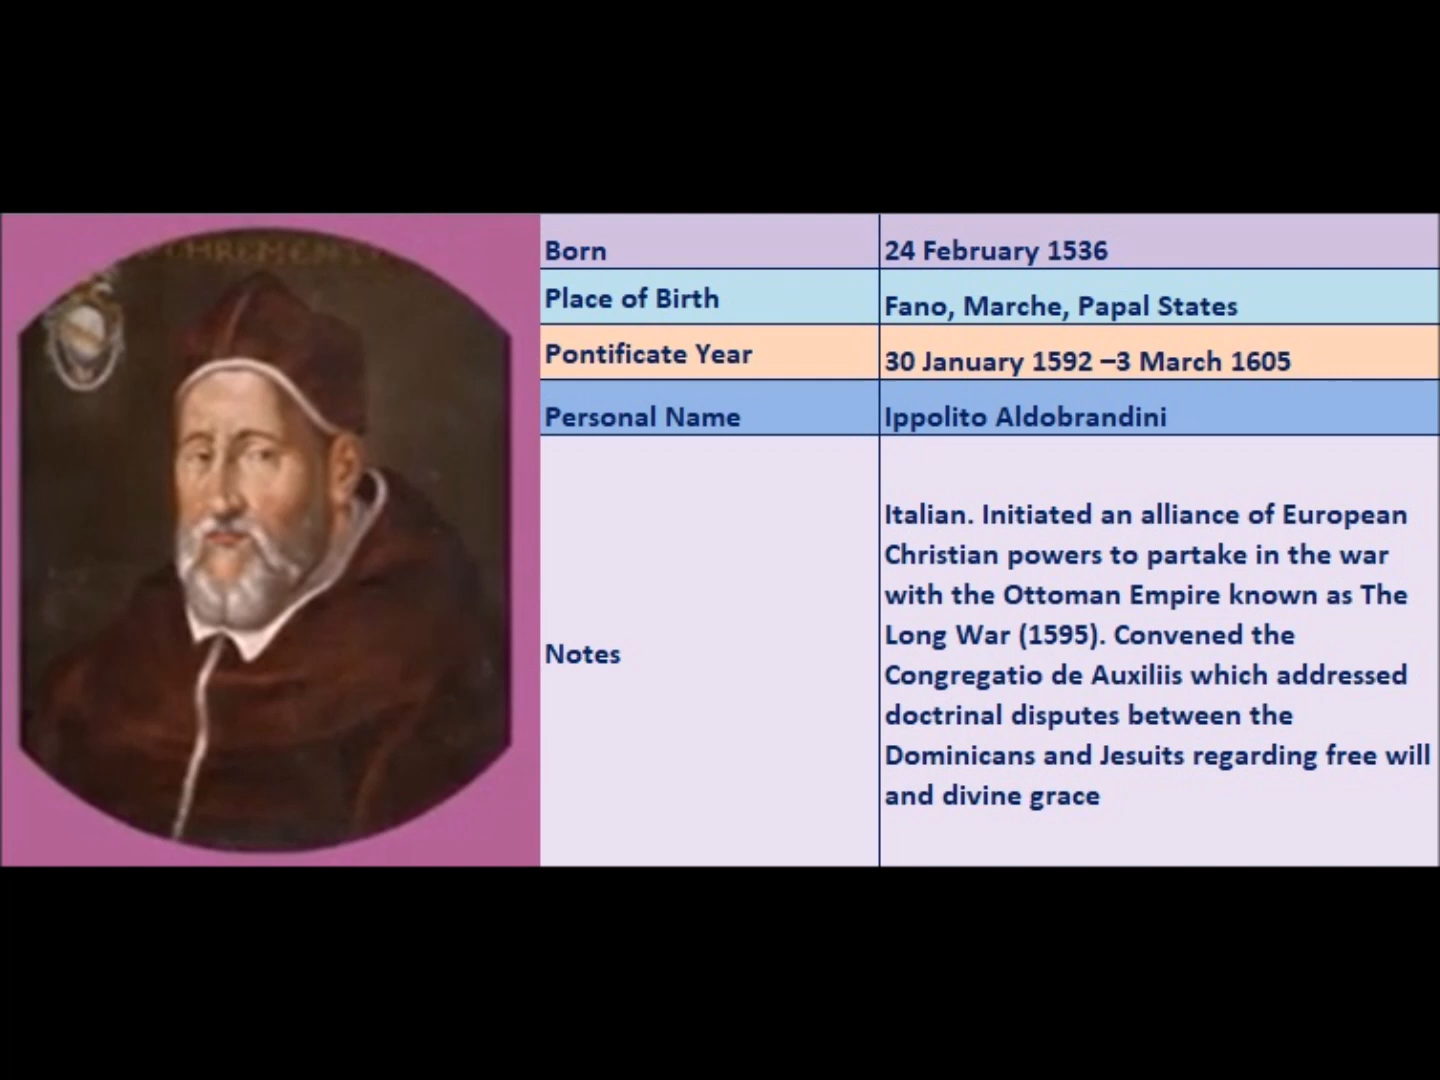 Born
24 February 1536
Place of Birth
Fano, Marche, Papal States
Pontificate Year
30 January 1592 –3 March 1605
Personal Name
Ippolito Aldobrandini
Notes
Italian. Initiated an alliance of European
Christian powers to partake in the war
with the Ottoman Empire known as The
Long War (1595). Convened the
Congregatio de Auxiliis which addressed
doctrinal disputes between the
Dominicans and Jesuits regarding free will
and divine grace